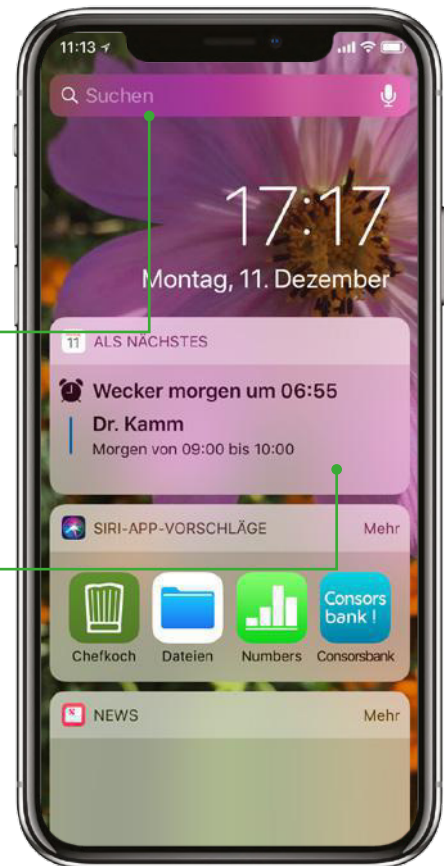 11:13
Suchen
17:17
Montag, 11. Dezember
11 ALS NÄCHSTES
Wecker morgen um 06:55
Dr. Kamm
Morgen von 09:00 bis 10:00
SIRI-APP-VORSCHLÄGE Mehr
Consors
bank!
Chefkoch Dateien Numbers Consorsbank
NEWS Mehr